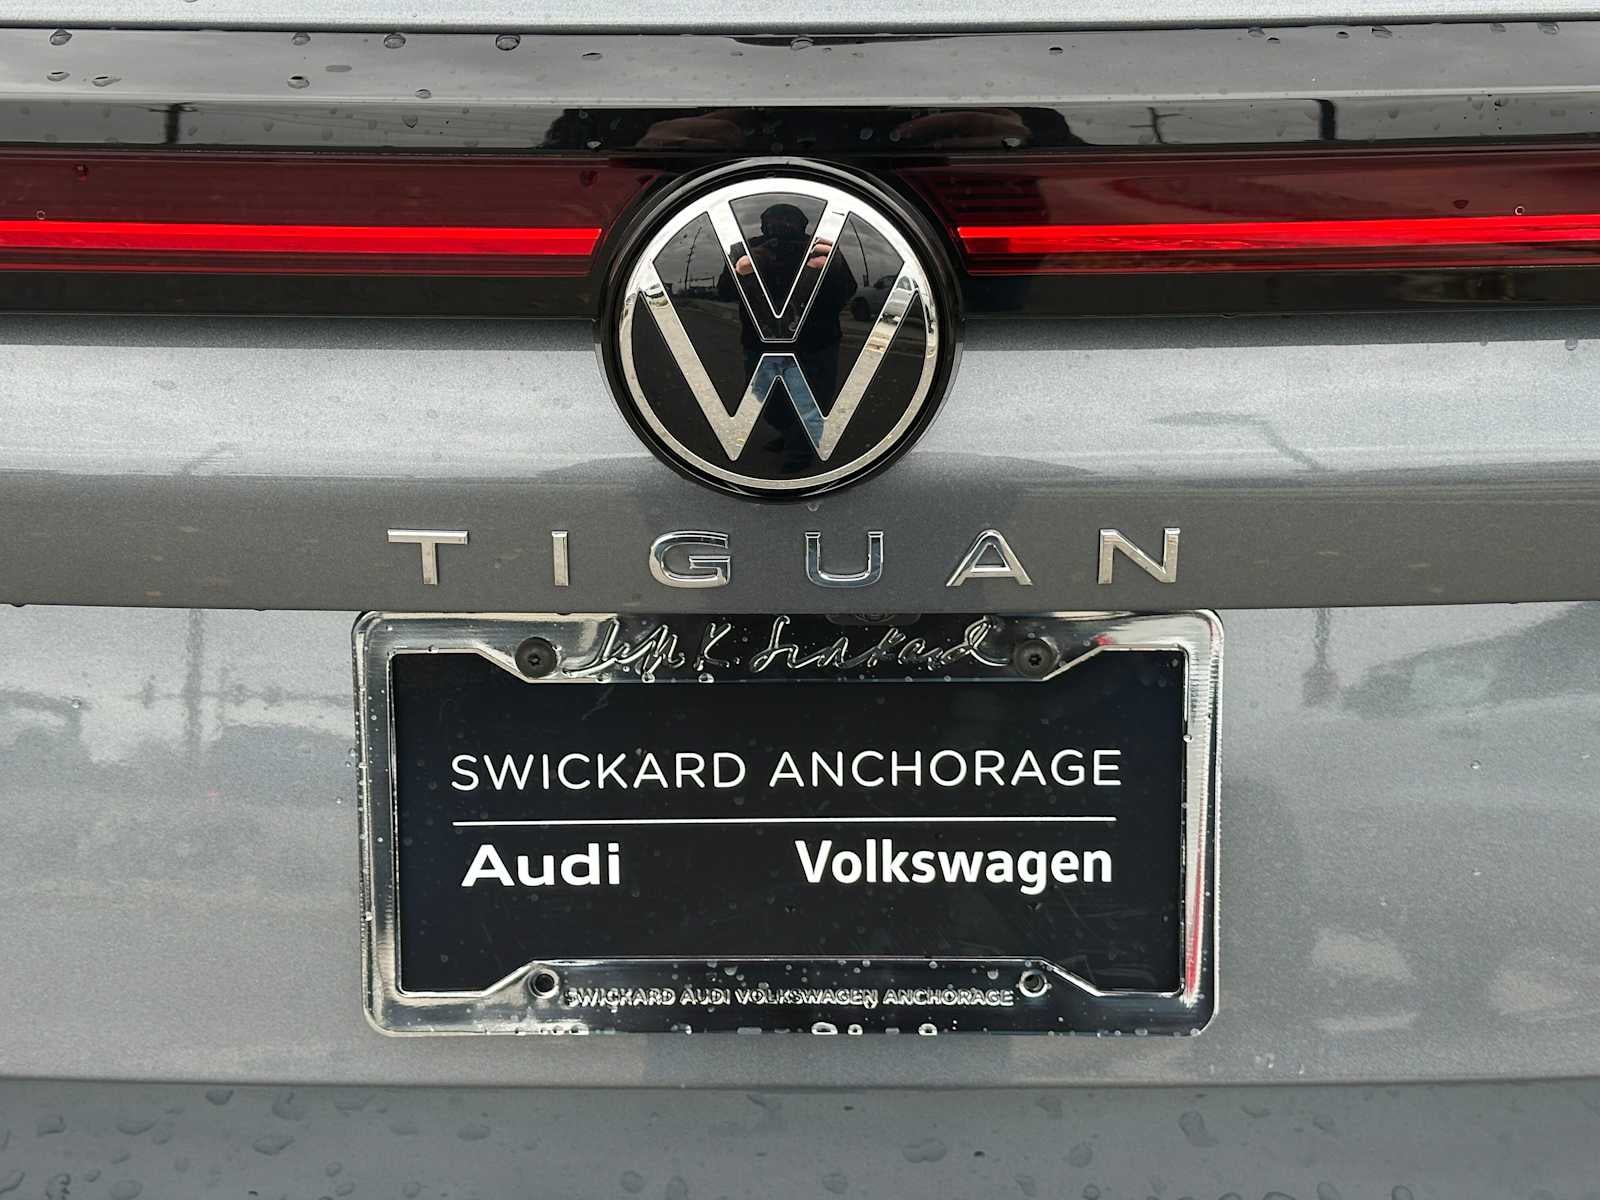 TIGUAN
SWICKARD ANCHORAGE
Audi Volkswagen
SWICKARD AUDI VOLKSWAGEN ANCHORAGE